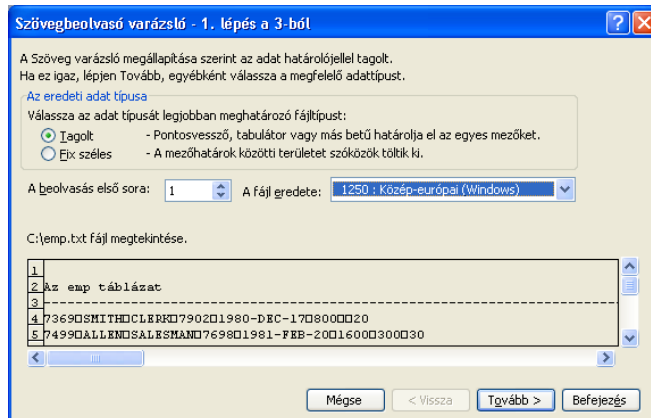 Szövegbeolvasó varázsló - 1. lépés a 3-ból
A Szöveg varázsló megállapítása szerint az adat határolójellel tagolt.
Ha ez igaz, lépjen Tovább, egyébként válassza a megfelelő adattípust.
Az eredeti adat típusa
Válassza az adat típusát legjobban meghatározó fájltípust:
Tagolt - Pontosvessző, tabulátor vagy más betű határolja el az egyes mezőket.
Fix széles - A mezőhatárok közötti területet szóközök töltik ki.
A beolvasás első sora: 1 A fájl eredete: 1250 : Közép-európai (Windows)
C:\emp.txt fájl megtekintése.
1
2 Az emp táblázat
3 --------------------------------------------------------------------------------
4 7369□SMITH□CLERK□7902□1980-DEC-17□800□□20
5 7499□ALLEN□SALESMAN□7698□1981-FEB-20□1600□300□30
Mégse < Vissza Tovább > Befejezés